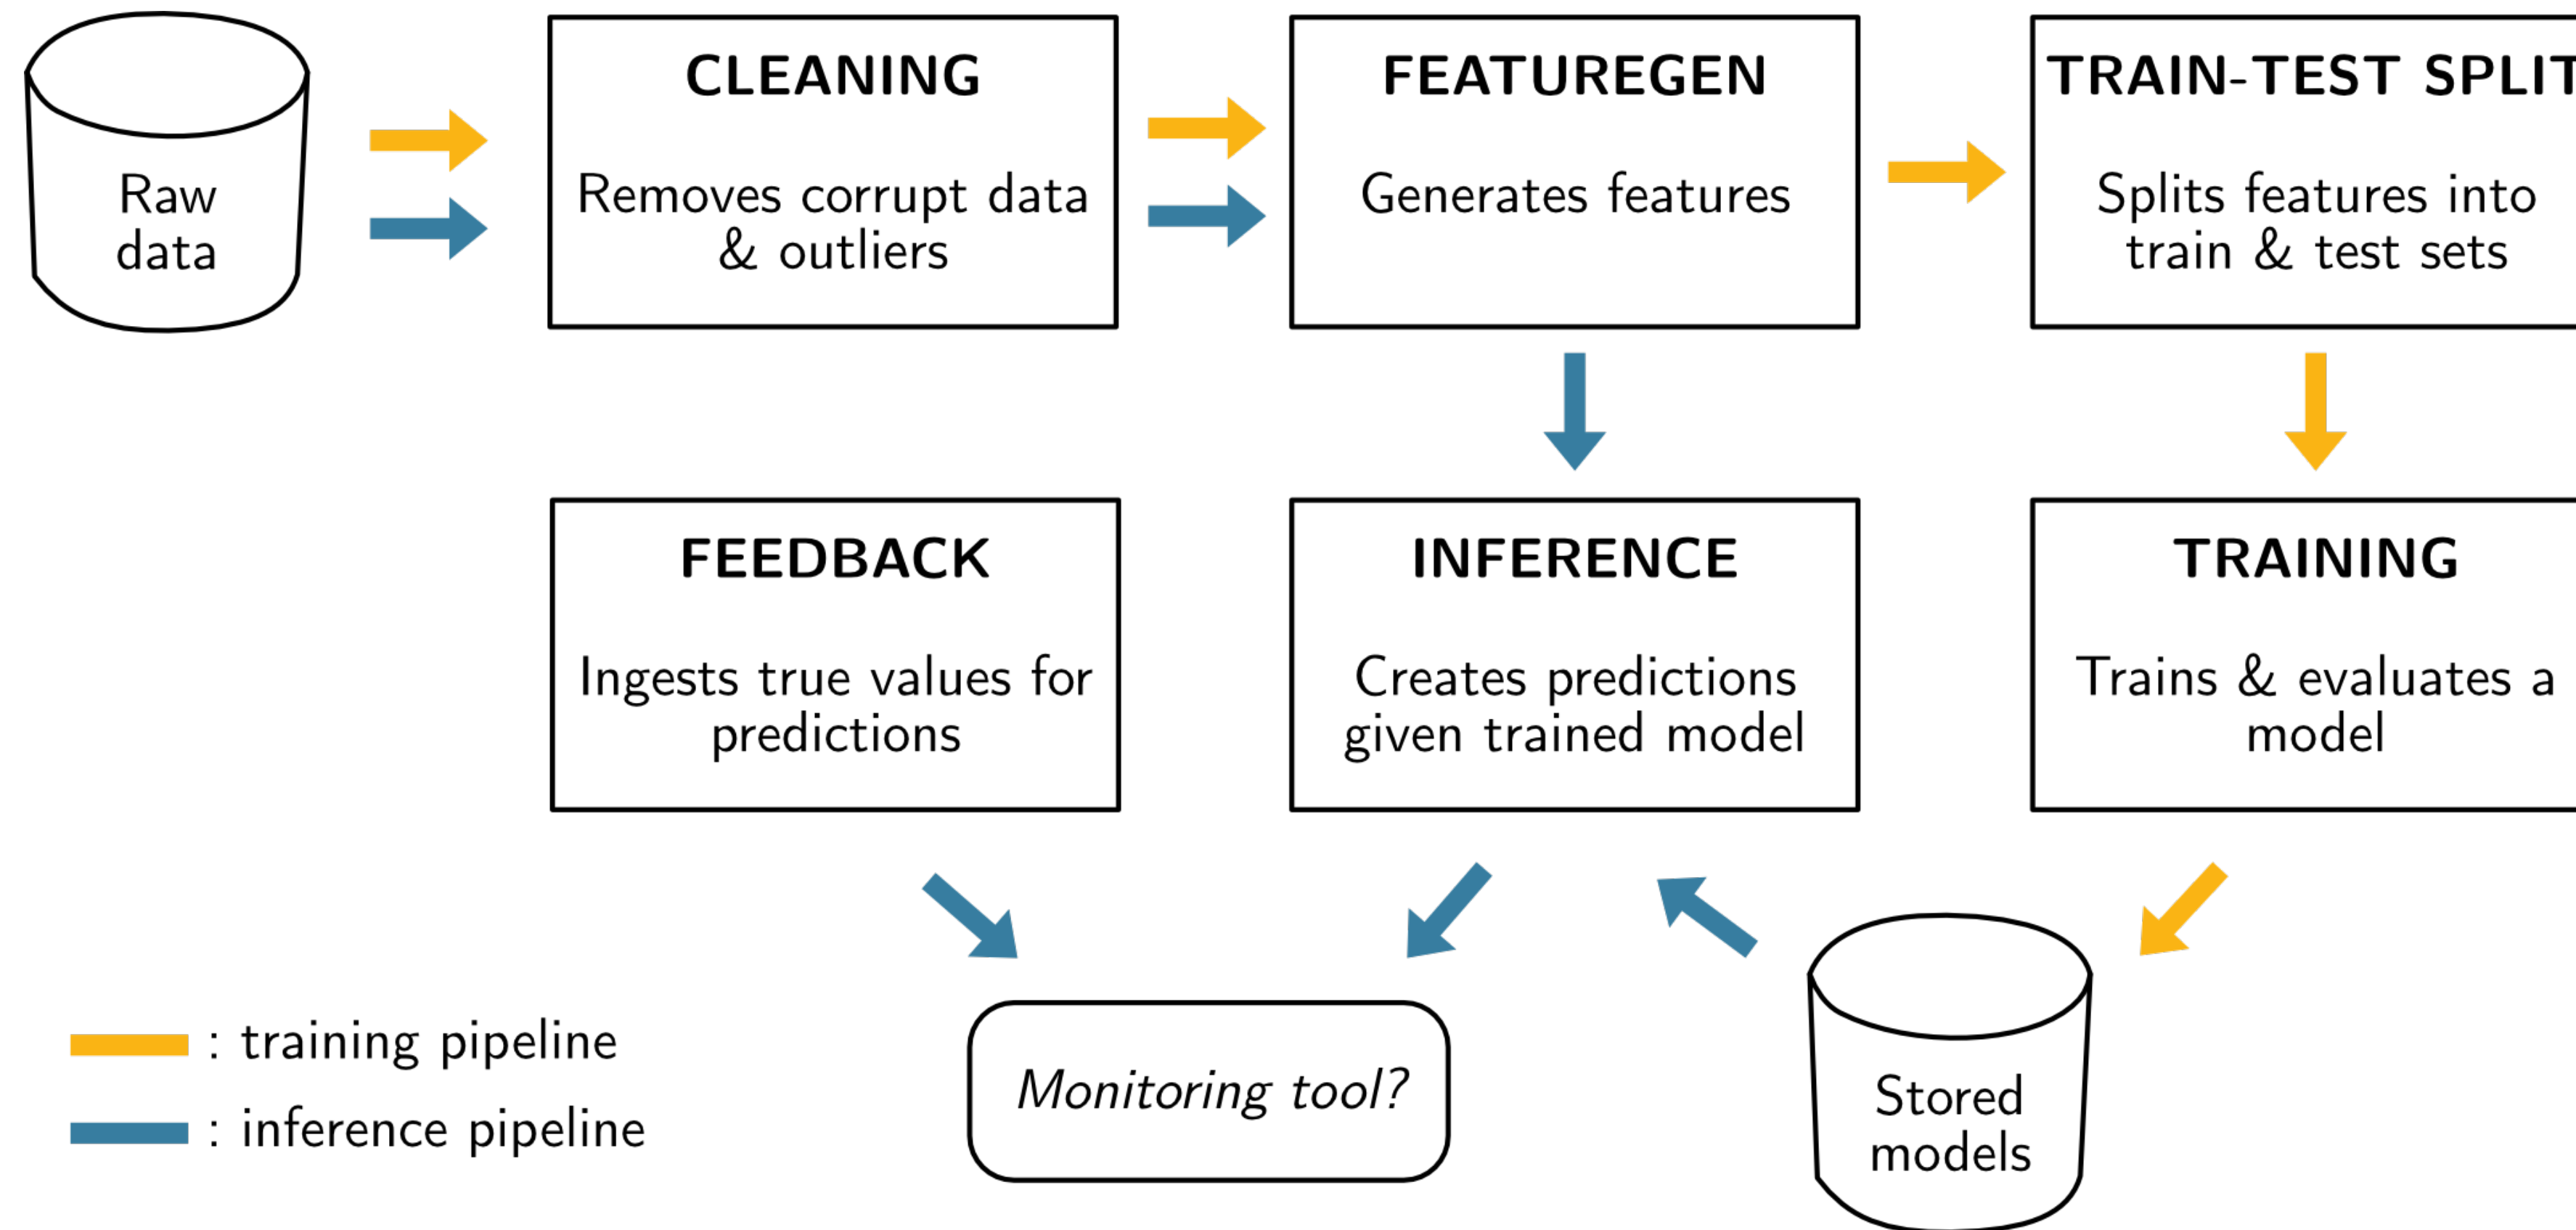 Raw
data
CLEANING
Removes corrupt data
& outliers
FEATUREGEN
Generates features
TRAIN-TEST SPLIT
Splits features into
train & test sets
FEEDBACK
Ingests true values for
predictions
INFERENCE
Creates predictions
given trained model
TRAINING
Trains & evaluates a
model
: training pipeline
: inference pipeline
Monitoring tool?
Stored
models